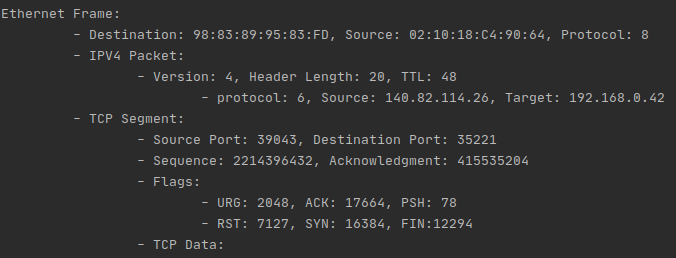 Ethernet Frame:
- Destination: 98:83:89:95:83:FD, Source: 02:10:18:C4:90:64, Protocol: 8
- IPV4 Packet:
- Version: 4, Header Length: 20, TTL: 48
- protocol: 6, Source: 140.82.114.26, Target: 192.168.0.42
- TCP Segment:
- Source Port: 39043, Destination Port: 35221
- Sequence: 2214396432, Acknowledgment: 415535204
- Flags:
- URG: 2048, ACK: 17664, PSH: 78
- RST: 7127, SYN: 16384, FIN:12294
- TCP Data: